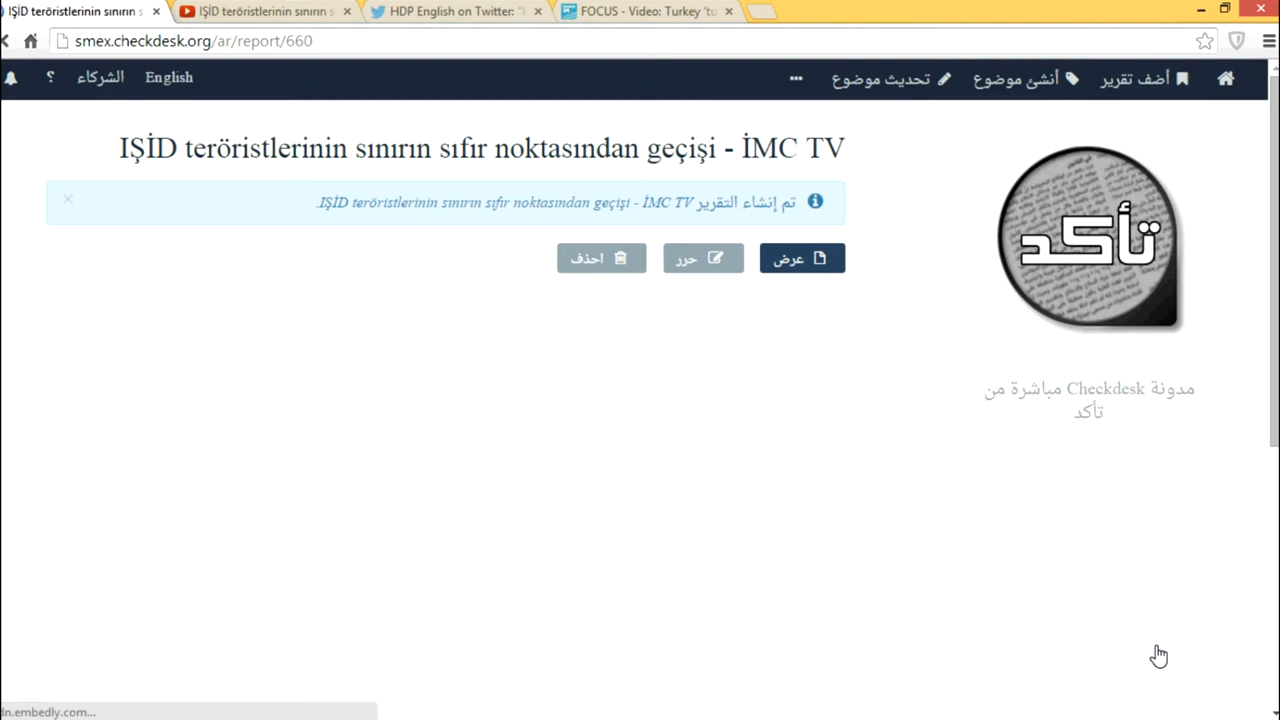 IŞİD teröristlerinin sınırın s
IŞİD teröristlerinin sınırın s
HDP English on Twitter: "I
FOCUS - Video: Turkey 'tu
smex.checkdesk.org/ar/report/660
أضف تقرير
أنشئ موضوع
تحديث موضوع
English
الشركاء
؟
IŞİD teröristlerinin sınırın sıfır noktasından geçişi - İMC TV
تم إنشاء التقرير IŞİD teröristlerinin sınırın sıfır noktasından geçişi - İMC TV.
عرض
حرر
احذف
تأكد
مدونة Checkdesk مباشرة من
تأكد
dn.embedly.com...